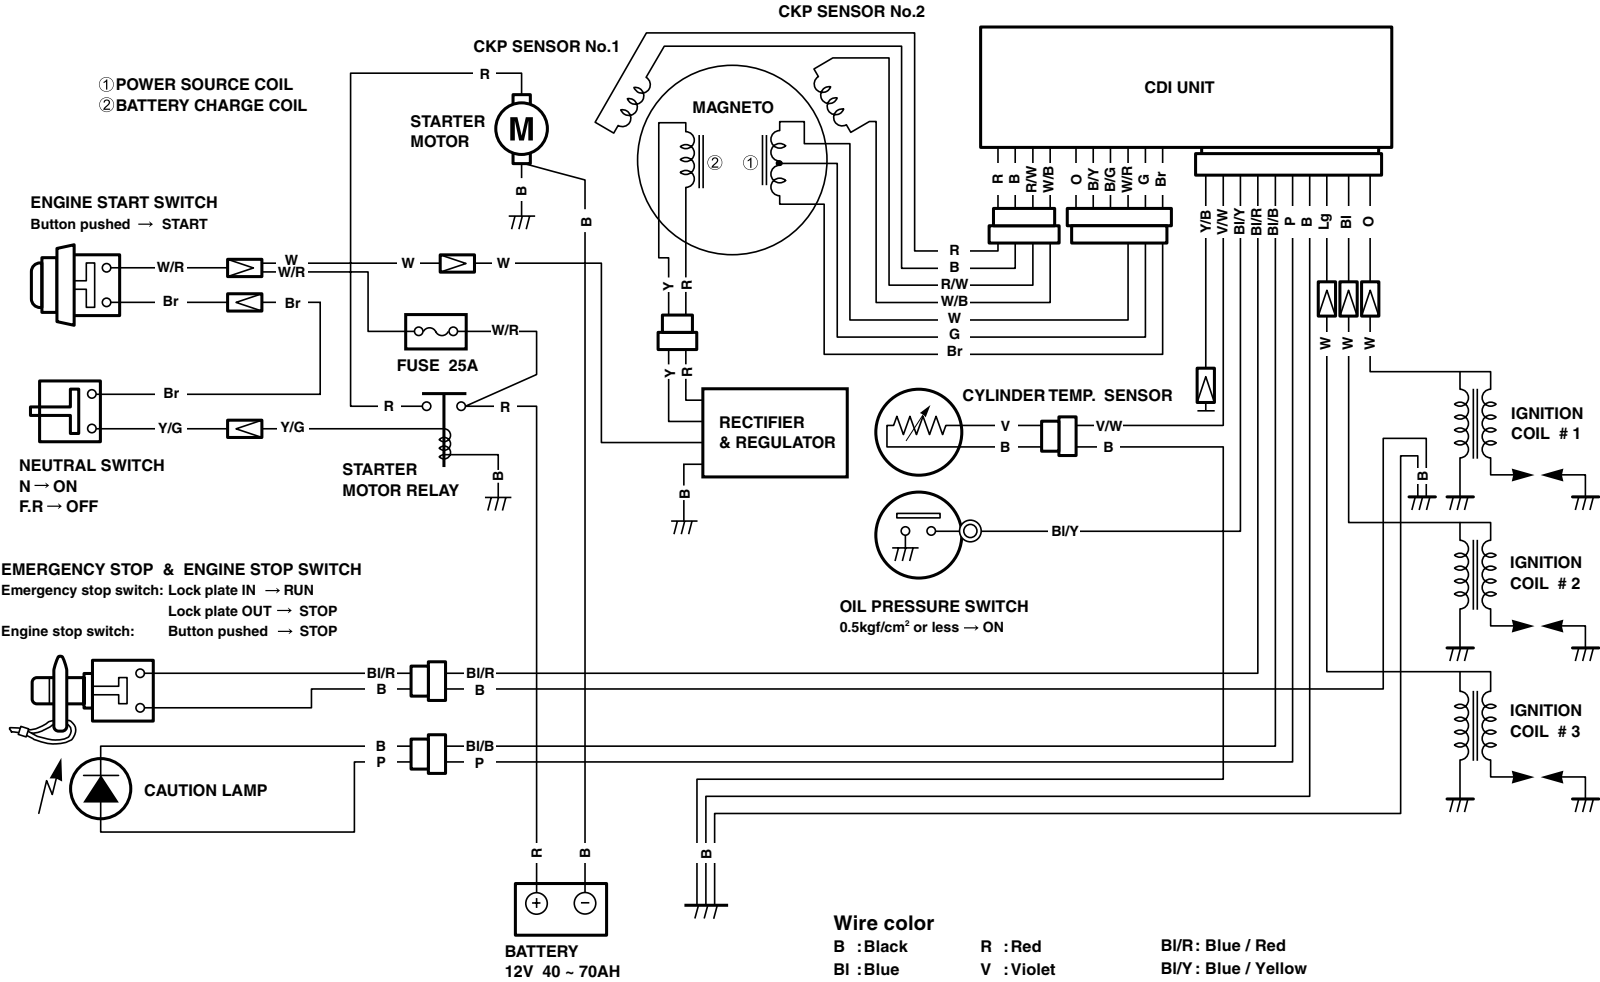 CKP SENSOR No.2
CKP SENSOR No.1
① POWER SOURCE COIL
② BATTERY CHARGE COIL
R
STARTER
MOTOR
M
B
B
MAGNETO
②
①
CDI UNIT
R
B
R/W
W/B
O
B/Y
B/G
W/R
G
Br
Y/B
V/W
Bl/Y
Bl/R
Bl/B
P
B
Lg
Bl
O
ENGINE START SWITCH
Button pushed → START
W/R
W
W/R
W
W
Br
Br
R
B
R/W
W/B
W
G
Br
Y
R
W
W
W
W/R
FUSE 25A
Y
R
Br
Y/G
Y/G
R
R
RECTIFIER
& REGULATOR
B
CYLINDER TEMP. SENSOR
V
V/W
B
B
IGNITION
COIL # 1
B
NEUTRAL SWITCH
N → ON
F.R → OFF
STARTER
MOTOR RELAY
B
Bl/Y
OIL PRESSURE SWITCH
0.5kgf/cm² or less → ON
IGNITION
COIL # 2
EMERGENCY STOP & ENGINE STOP SWITCH
Emergency stop switch: Lock plate IN → RUN
Lock plate OUT → STOP
Engine stop switch: Button pushed → STOP
Bl/R
Bl/R
B
B
IGNITION
COIL # 3
B
Bl/B
P
P
CAUTION LAMP
R
B
B
+
−
BATTERY
12V 40 ~ 70AH
Wire color
B : Black R : Red Bl/R : Blue / Red
Bl : Blue V : Violet Bl/Y : Blue / Yellow